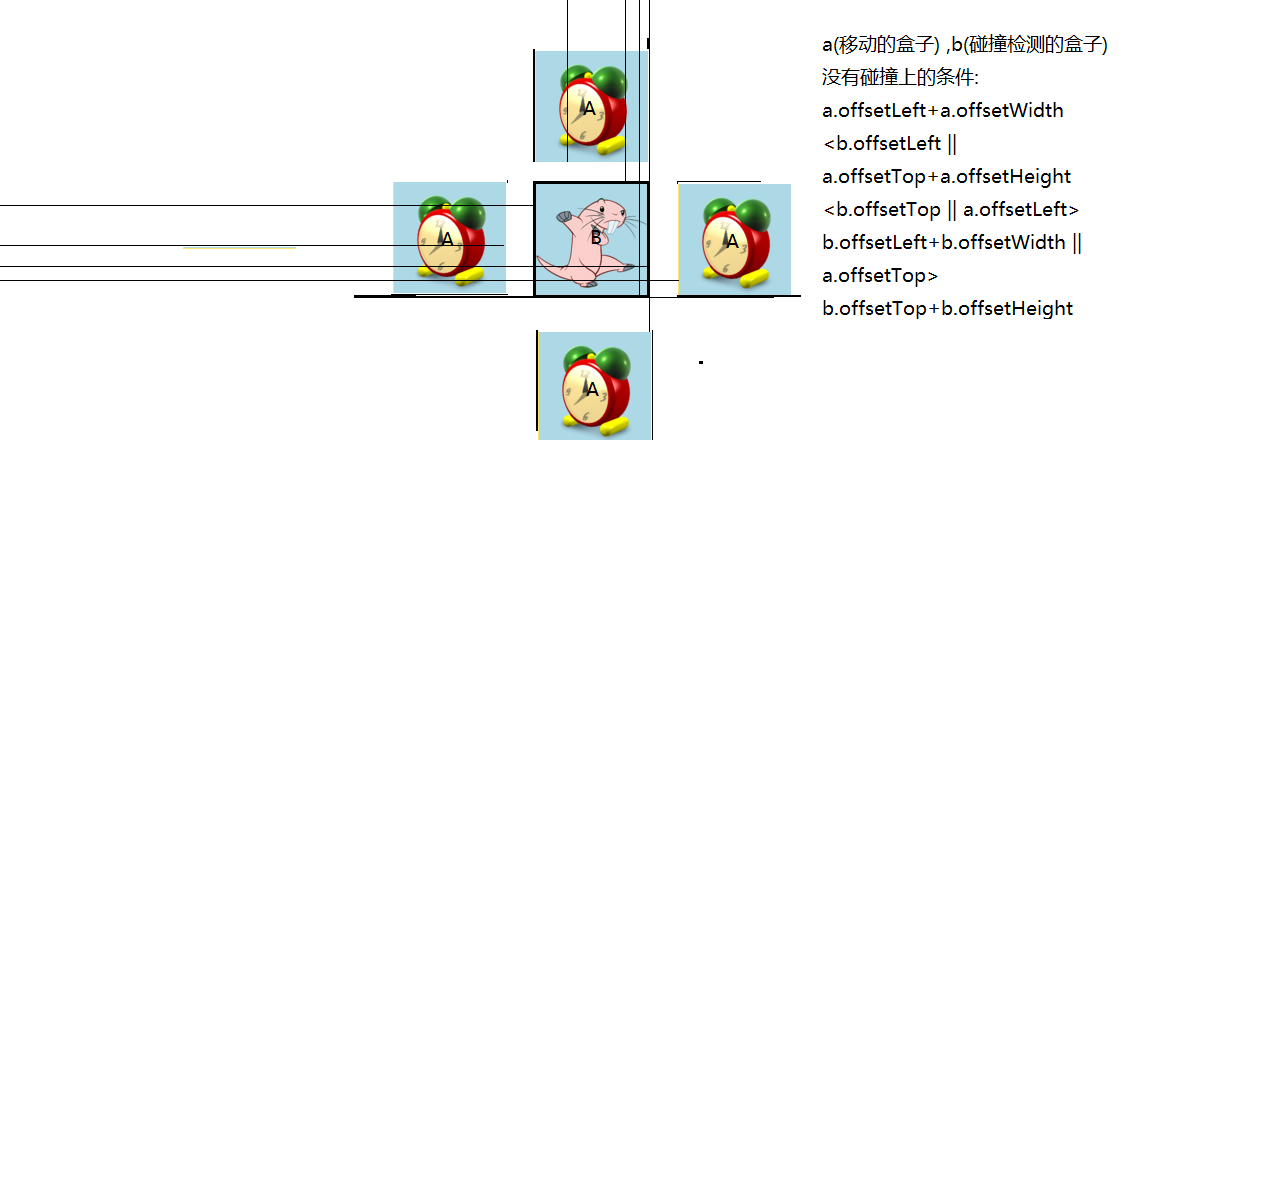 A
A
B
A
A
a(移动的盒子) ,b(碰撞检测的盒子)
没有碰撞上的条件:
a.offsetLeft+a.offsetWidth
<b.offsetLeft ||
a.offsetTop+a.offsetHeight
<b.offsetTop || a.offsetLeft>
b.offsetLeft+b.offsetWidth ||
a.offsetTop>
b.offsetTop+b.offsetHeight